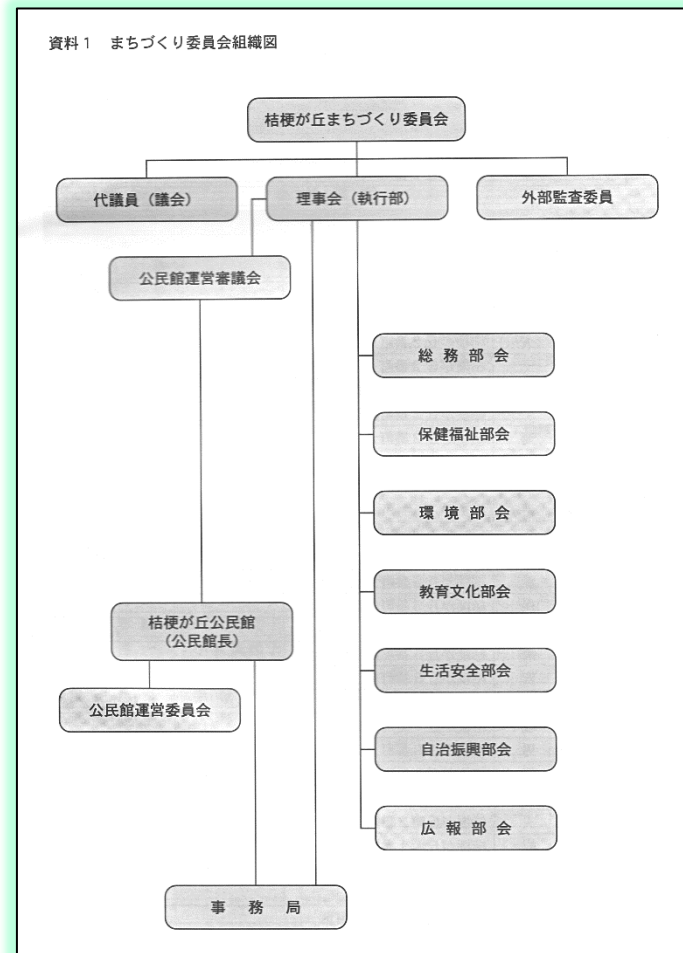 資料1 まちづくり委員会組織図
桔梗が丘まちづくり委員会
代議員（議会）
理事会（執行部）
外部監査委員
公民館運営審議会
総務部会
保健福祉部会
環境部会
教育文化部会
生活安全部会
自治振興部会
広報部会
桔梗が丘公民館
（公民館長）
公民館運営委員会
事務局